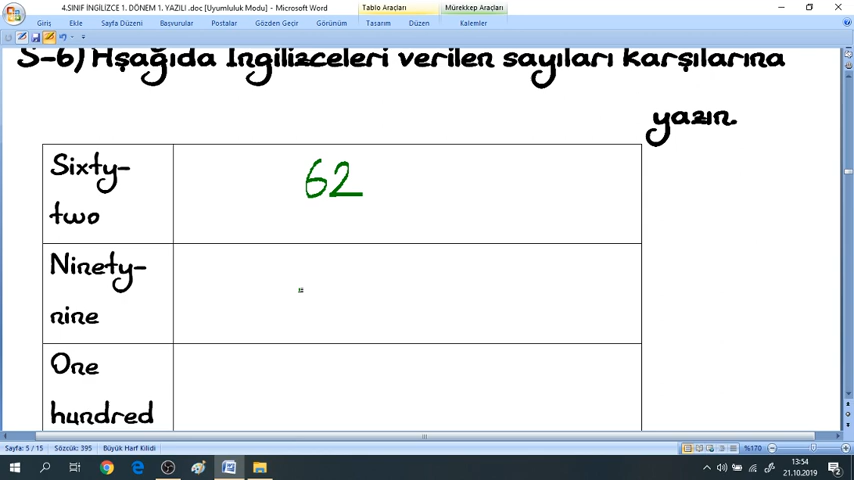 4.SINIF İNGİLİZCE 1. DÖNEM 1. YAZILI .doc [Uyumluluk Modu] - Microsoft Word
Tablo Araçları
Mürekkep Araçları
Giriş
Ekle
Sayfa Düzeni
Başvurular
Postalar
Gözden Geçir
Görünüm
Tasarım
Düzen
Kalemler
S-6) Aşağıda İngilizceleri verilen sayıları karşılarına
yazın.
Sixty-
two
62
Ninety-
nine
One
hundred
Sayfa: 5 / 15
Sözcük: 395
Büyük Harf Kilidi
%170
13:54
21.10.2019
2